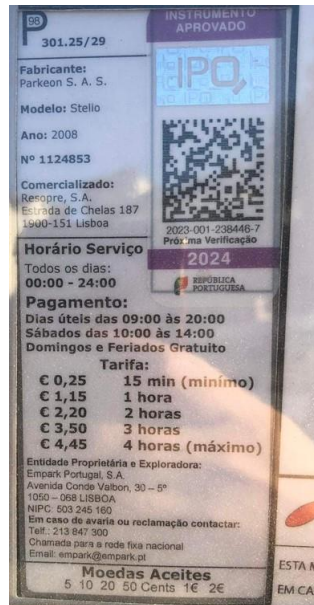 98
P
301.25/29
INSTRUMENTO
APROVADO
IPQ
Fabricante:
Parkeon S. A. S.
Modelo: Stelio
Ano: 2008
Nº 1124853
Comercializado:
Resopre, S.A.
Estrada de Chelas 187
1900-151 Lisboa
2023-001-238446-7
Próxima Verificação
2024
REPÚBLICA
PORTUGUESA
Horário Serviço
Todos os dias:
00:00 - 24:00
Pagamento:
Dias úteis das 09:00 às 20:00
Sábados das 10:00 às 14:00
Domingos e Feriados Gratuito
Tarifa:
€ 0,25 15 min (minímo)
€ 1,15 1 hora
€ 2,20 2 horas
€ 3,50 3 horas
€ 4,45 4 horas (máximo)
Entidade Proprietária e Exploradora:
Empark Portugal, S.A.
Avenida Conde Valbon, 30 – 5º
1050 – 068 LISBOA
NIPC: 503 245 160
Em caso de avaria ou reclamação contactar:
Telf.: 213 847 300
Chamada para a rede fixa nacional
Email: empark@empark.pt
Moedas Aceites
5 10 20 50 Cents 1€ 2€
ESTA M
EM CA